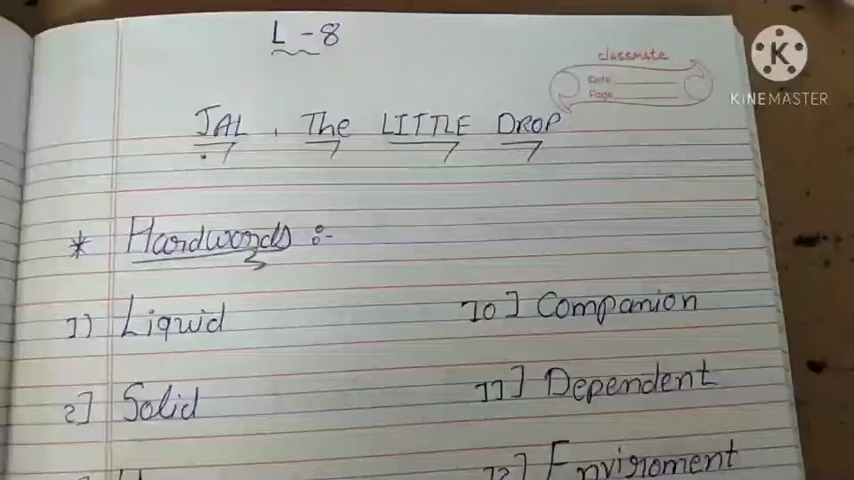 L - 8
classmate
Date
Page
K
KINEMASTER
JAL, The LITTLE DROP
* Hardwords :-
1) Liquid
10] Companion
2] Solid
11] Dependent
12] Enviroment